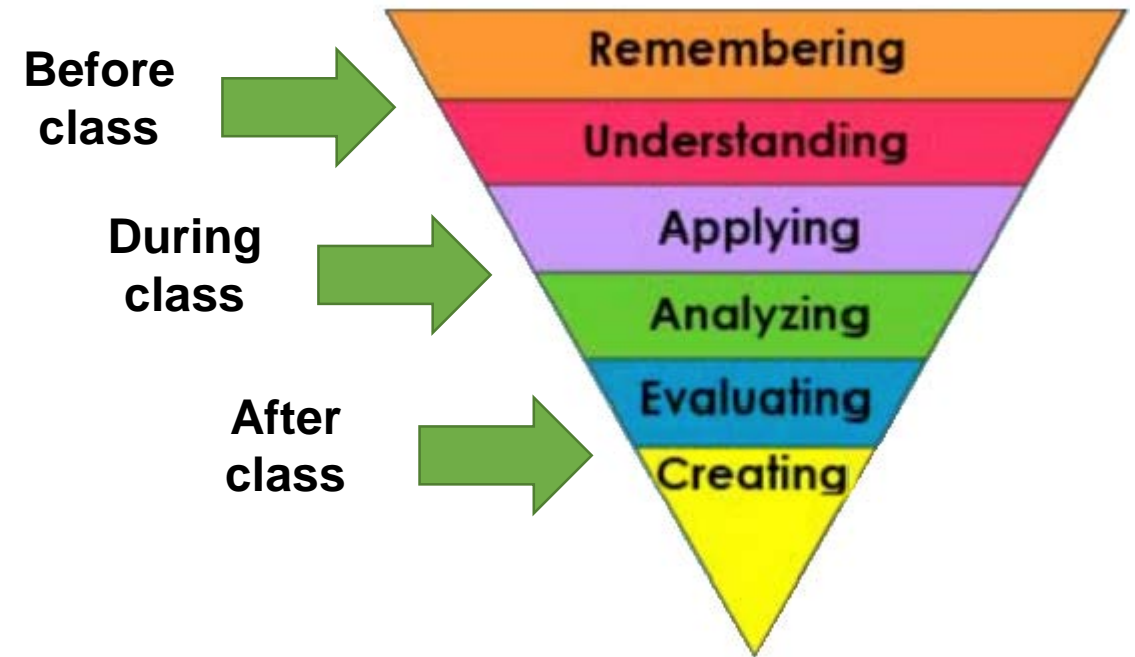 Before
class
Remembering
Understanding
During
class
Applying
Analyzing
After
class
Evaluating
Creating